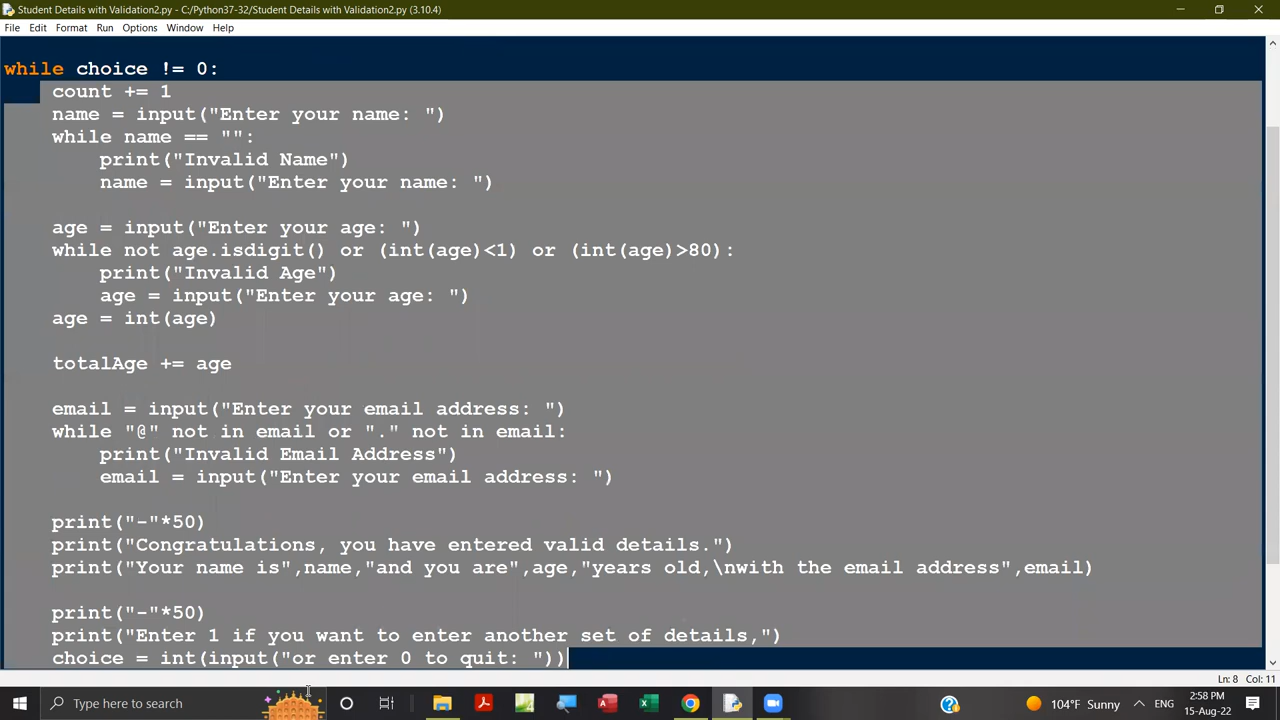 Student Details with Validation2.py - C:/Python37-32/Student Details with Validation2.py (3.10.4)
File Edit Format Run Options Window Help
while choice != 0:
    count += 1
    name = input("Enter your name: ")
    while name == "":
        print("Invalid Name")
        name = input("Enter your name: ")
    age = input("Enter your age: ")
    while not age.isdigit() or (int(age)<1) or (int(age)>80):
        print("Invalid Age")
        age = input("Enter your age: ")
    age = int(age)
    totalAge += age
    email = input("Enter your email address: ")
    while "@" not in email or "." not in email:
        print("Invalid Email Address")
        email = input("Enter your email address: ")
    print("-"*50)
    print("Congratulations, you have entered valid details.")
    print("Your name is",name,"and you are",age,"years old,\nwith the email address",email)
    print("-"*50)
    print("Enter 1 if you want to enter another set of details,")
    choice = int(input("or enter 0 to quit: "))
Ln: 8 Col: 11
Type here to search
104°F Sunny
ENG
2:58 PM
15-Aug-22